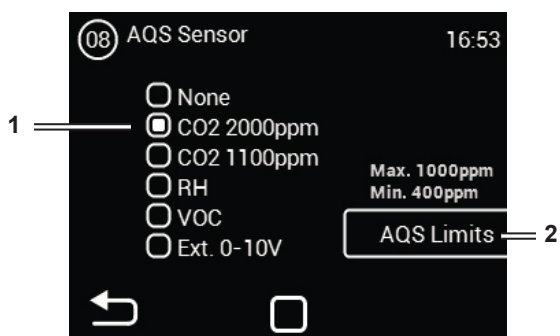 08 AQS Sensor 16:53
None
1 CO2 2000ppm
CO2 1100ppm
RH
VOC
Ext. 0-10V
Max. 1000ppm
Min. 400ppm
AQS Limits 2